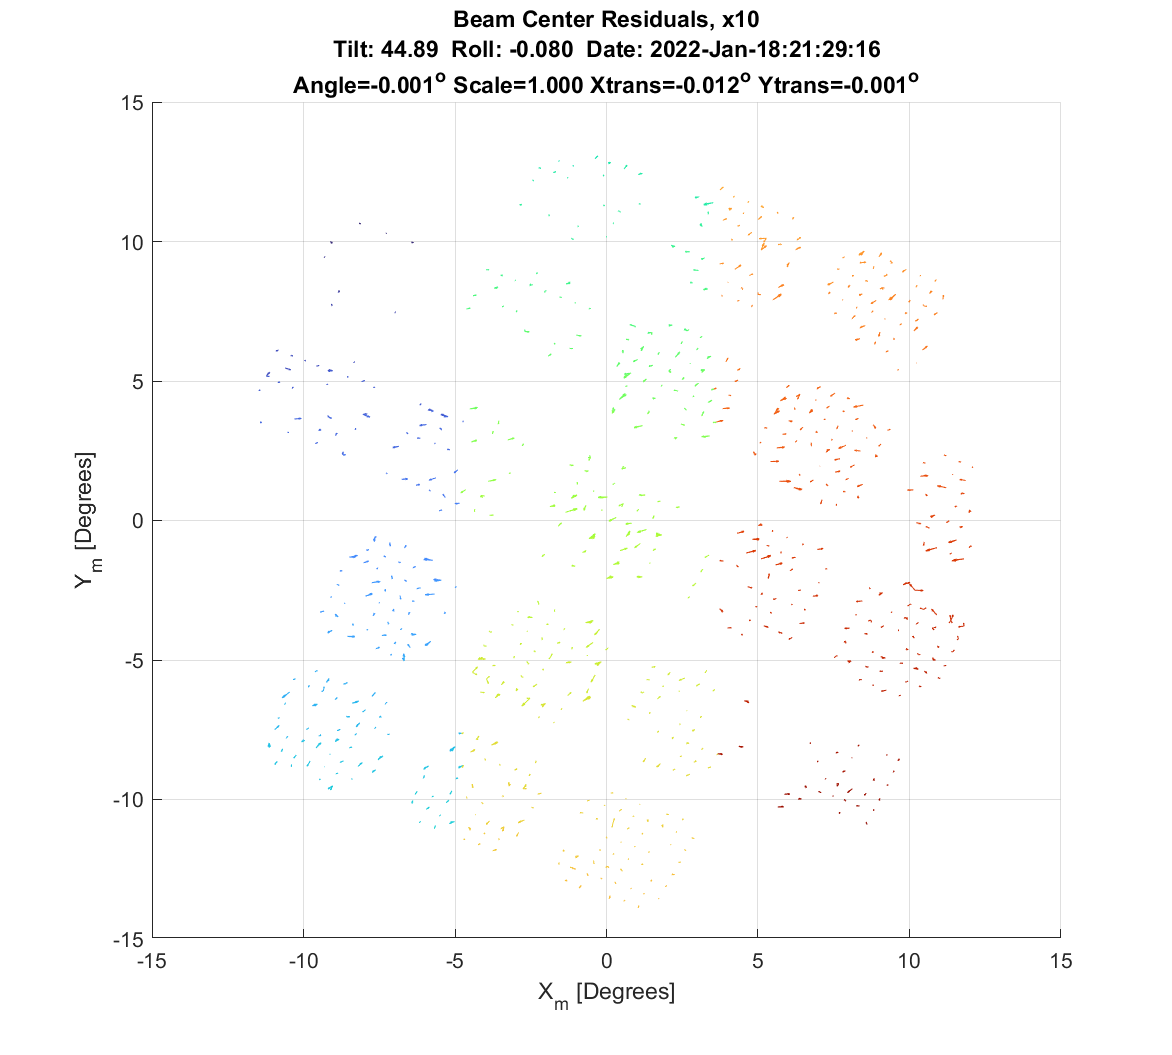 Beam Center Residuals, x10
Tilt: 44.89 Roll: -0.080 Date: 2022-Jan-18:21:29:16
Angle=-0.001° Scale=1.000 Xtrans=-0.012° Ytrans=-0.001°
15
10
5
0
-5
-10
-15
Y_m [Degrees]
-15 -10 -5 0 5 10 15
X_m [Degrees]